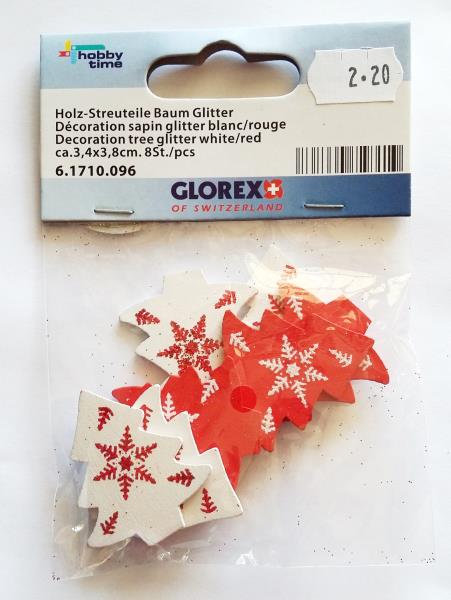 hobby
time
2.20
Holz-Streuteile Baum Glitter
Décoration sapin glitter blanc/rouge
Decoration tree glitter white/red
ca.3,4x3,8cm. 8St./pcs
6.1710.096
GLOREX
OF SWITZERLAND